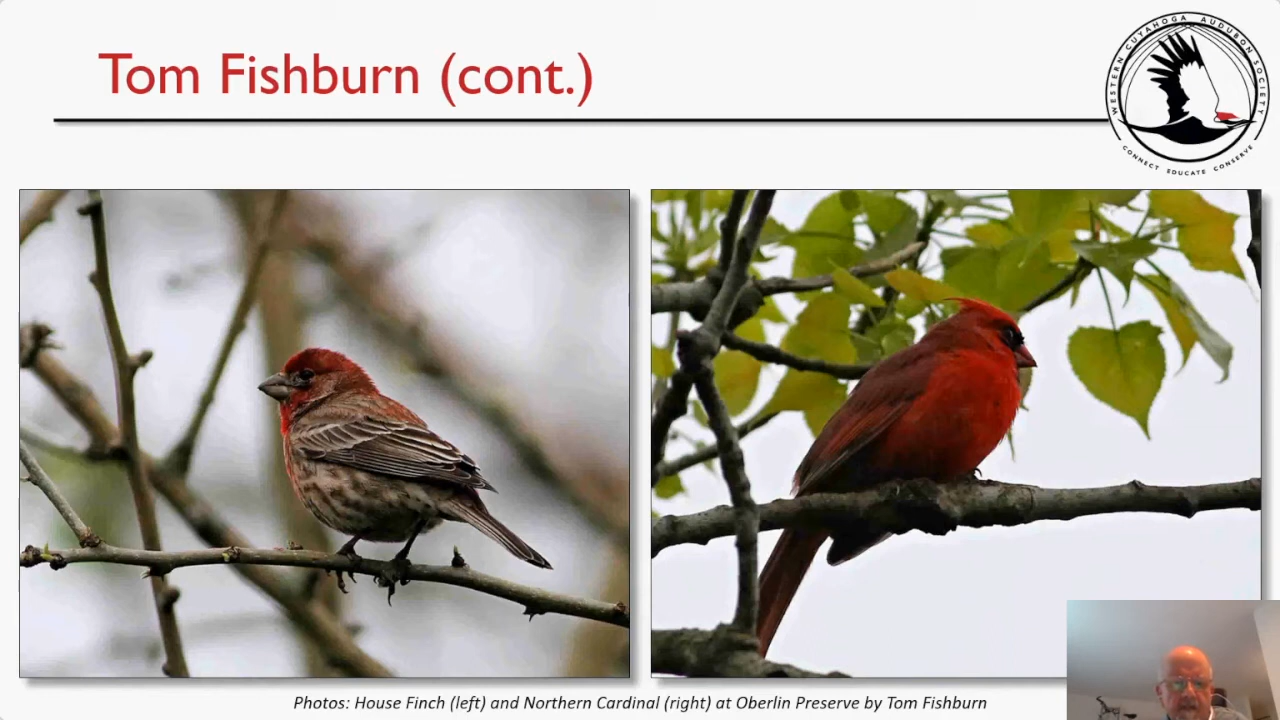 Tom Fishburn (cont.)
WESTERN CUYAHOGA AUDUBON SOCIETY
CONNECT EDUCATE CONSERVE
Photos: House Finch (left) and Northern Cardinal (right) at Oberlin Preserve by Tom Fishburn